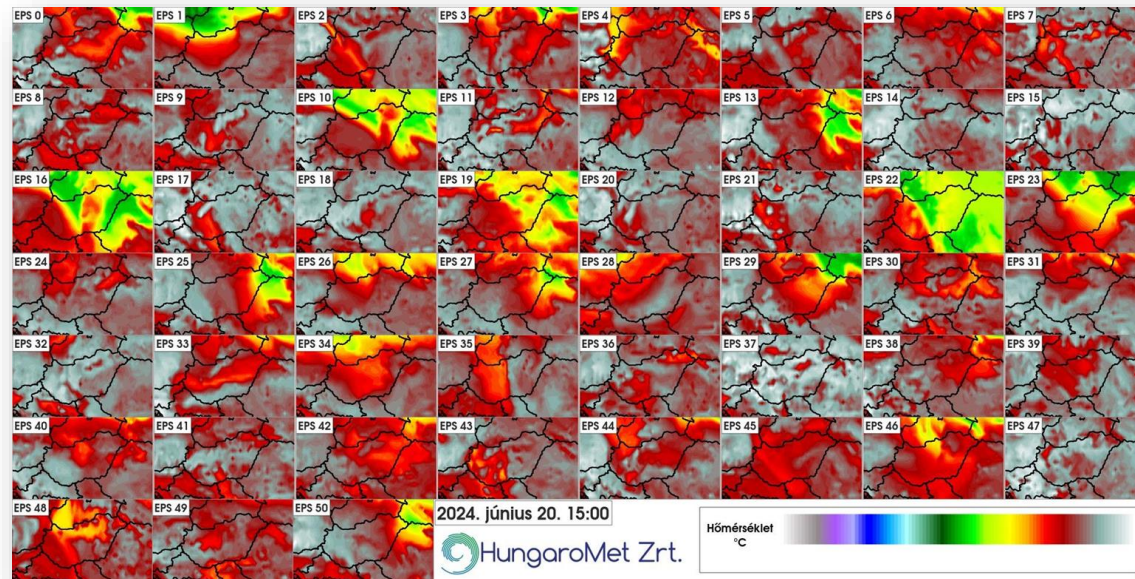 EPS 0 EPS 1 EPS 2 EPS 3 EPS 4 EPS 5 EPS 6 EPS 7
EPS 8 EPS 9 EPS 10 EPS 11 EPS 12 EPS 13 EPS 14 EPS 15
EPS 16 EPS 17 EPS 18 EPS 19 EPS 20 EPS 21 EPS 22 EPS 23
EPS 24 EPS 25 EPS 26 EPS 27 EPS 28 EPS 29 EPS 30 EPS 31
EPS 32 EPS 33 EPS 34 EPS 35 EPS 36 EPS 37 EPS 38 EPS 39
EPS 40 EPS 41 EPS 42 EPS 43 EPS 44 EPS 45 EPS 46 EPS 47
EPS 48 EPS 49 EPS 50
2024. június 20. 15:00
HungaroMet Zrt.
Hőmérséklet
°C